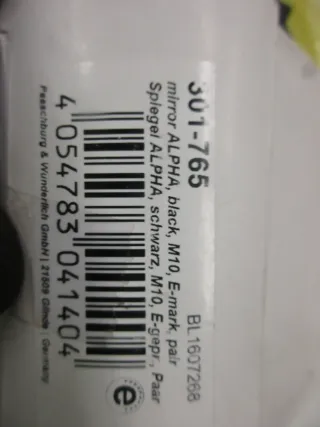 301-765
BL1607268
mirror ALPHA, black, M10, E-mark, pair
Spiegel ALPHA, schwarz, M10, E-gepr., Paar
4 054783 041404
e
Paaschburg & Wunderlich GmbH | 21509 Glinde | Germany